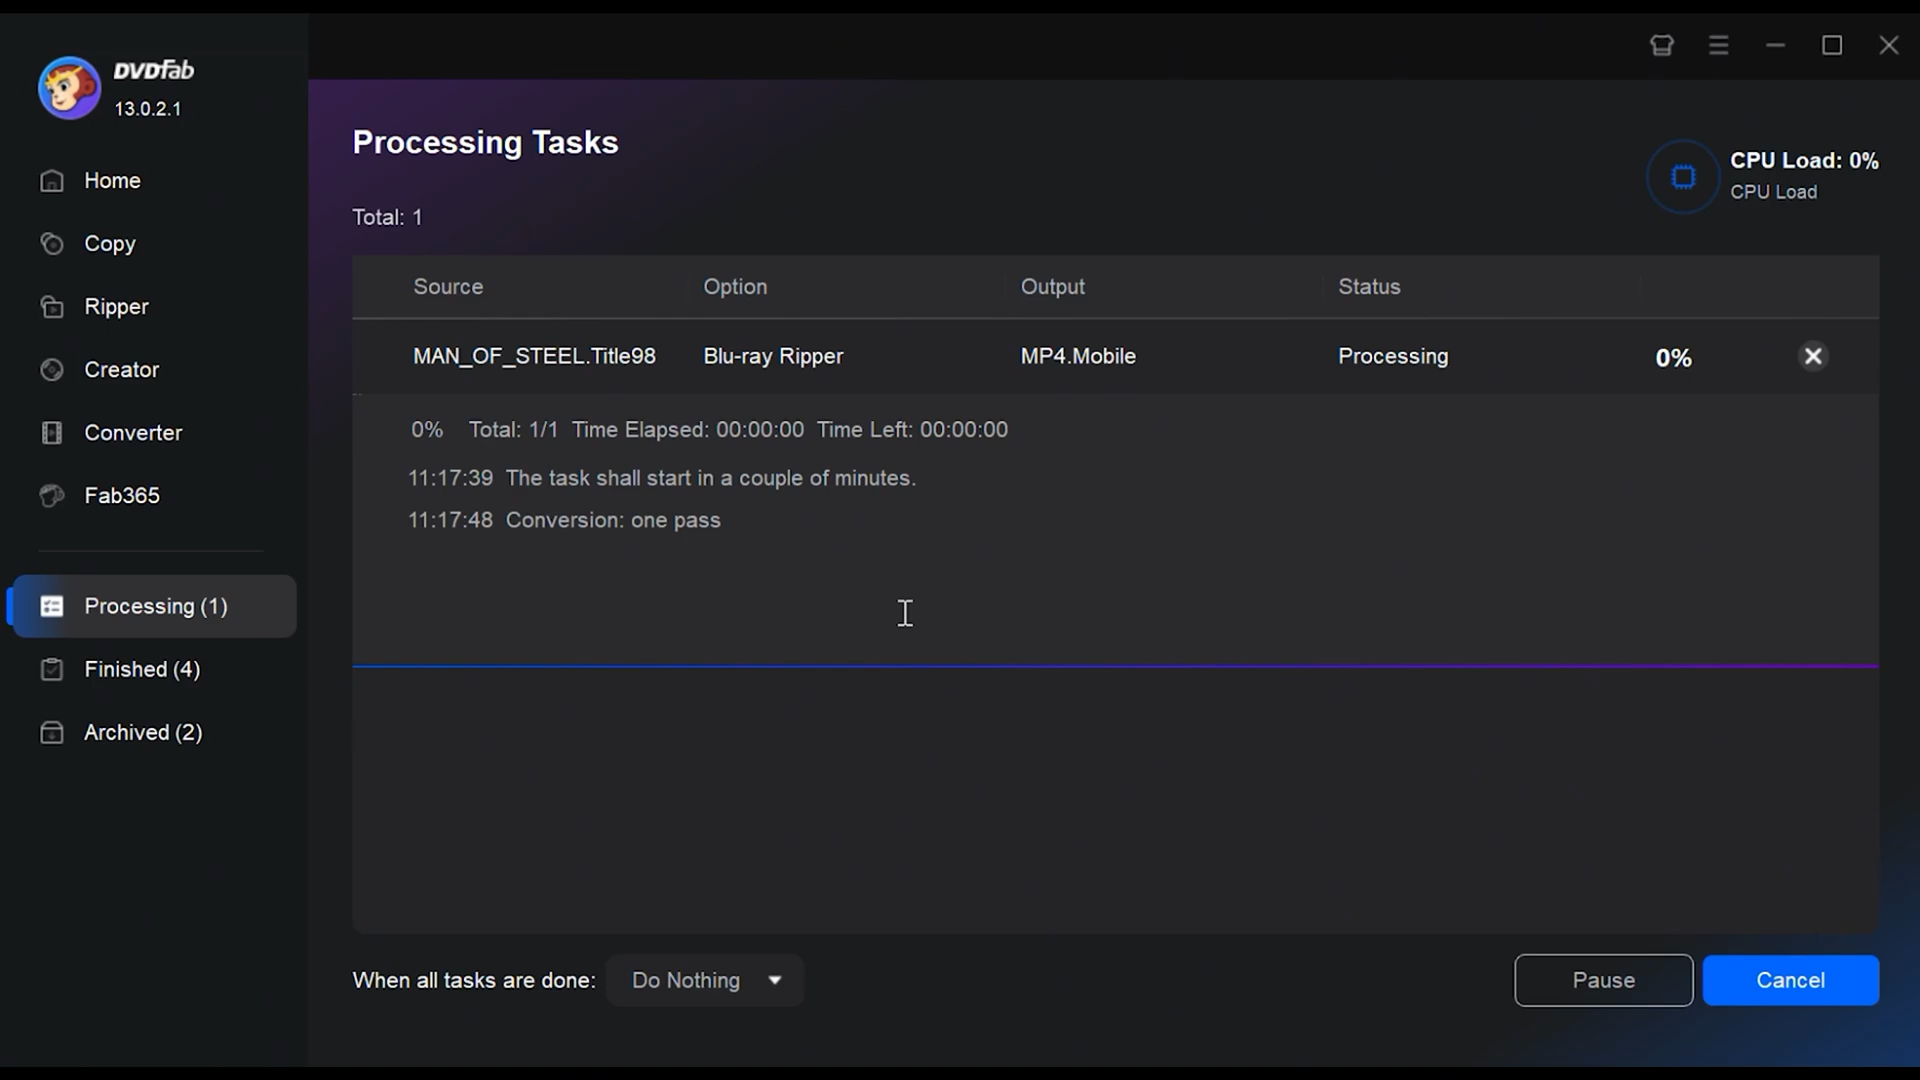 DVDFab
13.0.2.1
Home
Copy
Ripper
Creator
Converter
Fab365
Processing (1)
Finished (4)
Archived (2)
Processing Tasks
CPU Load: 0%
CPU Load
Total: 1
Source Option Output Status
MAN_OF_STEEL.Title98 Blu-ray Ripper MP4.Mobile Processing 0%
0% Total: 1/1 Time Elapsed: 00:00:00 Time Left: 00:00:00
11:17:39 The task shall start in a couple of minutes.
11:17:48 Conversion: one pass
When all tasks are done: Do Nothing Pause Cancel